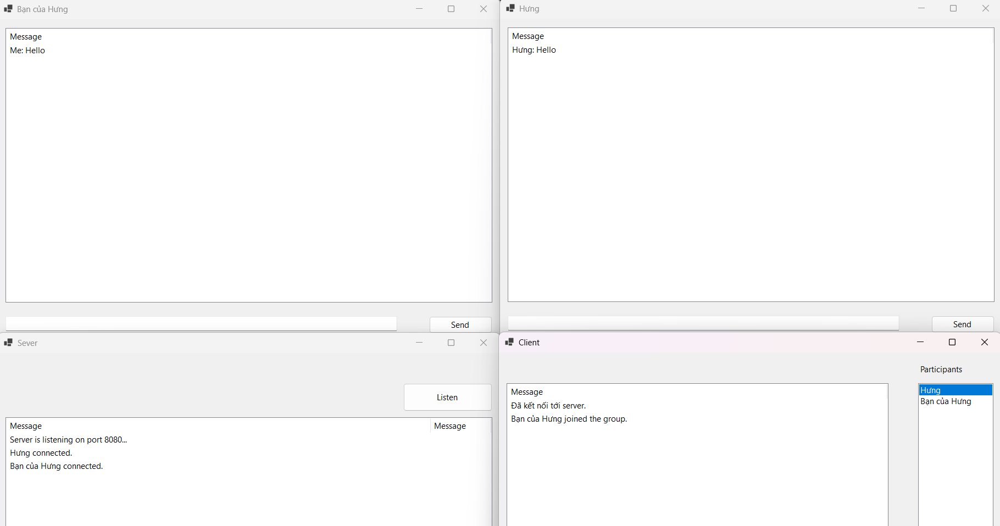 Bạn của Hưng
Message
Me: Hello
Send
Hưng
Message
Hưng: Hello
Send
Sever
Listen
Message Message
Server is listening on port 8080...
Hưng connected.
Bạn của Hưng connected.
Client
Participants
Message
Đã kết nối tới server.
Bạn của Hưng joined the group.
Hưng
Bạn của Hưng